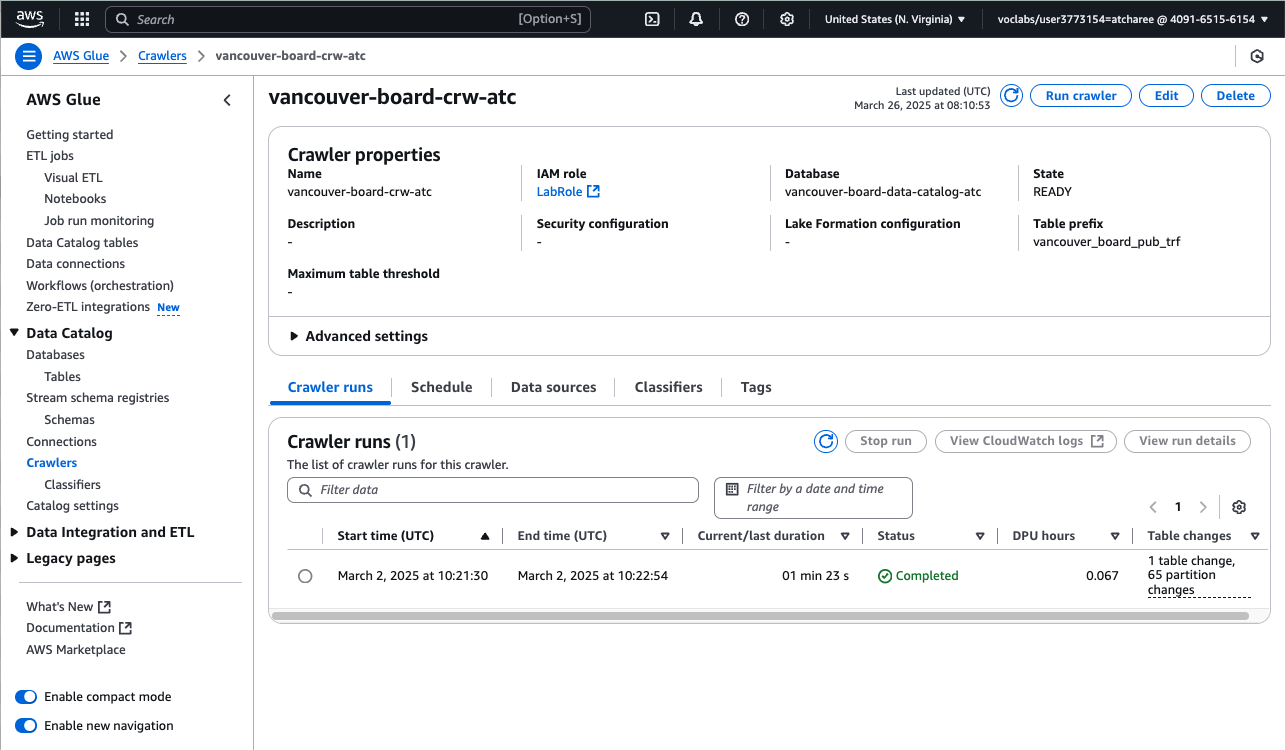 aws
Search [Option+S]
United States (N. Virginia)
voclabs/user3773154=atcharee @ 4091-6515-6154
AWS Glue
Crawlers
vancouver-board-crw-atc
AWS Glue
Getting started
ETL jobs
Visual ETL
Notebooks
Job run monitoring
Data Catalog tables
Data connections
Workflows (orchestration)
Zero-ETL integrations New
Data Catalog
Databases
Tables
Stream schema registries
Schemas
Connections
Crawlers
Classifiers
Catalog settings
Data Integration and ETL
Legacy pages
What's New
Documentation
AWS Marketplace
Enable compact mode
Enable new navigation
vancouver-board-crw-atc
Last updated (UTC)
March 26, 2025 at 08:10:53
Run crawler
Edit
Delete
Crawler properties
Name
vancouver-board-crw-atc
IAM role
LabRole
Database
vancouver-board-data-catalog-atc
State
READY
Description
-
Security configuration
-
Lake Formation configuration
-
Table prefix
vancouver_board_pub_trf
Maximum table threshold
-
Advanced settings
Crawler runs
Schedule
Data sources
Classifiers
Tags
Crawler runs (1)
The list of crawler runs for this crawler.
Stop run
View CloudWatch logs
View run details
Filter data
Filter by a date and time
range
1
Start time (UTC)
End time (UTC)
Current/last duration
Status
DPU hours
Table changes
March 2, 2025 at 10:21:30
March 2, 2025 at 10:22:54
01 min 23 s
Completed
0.067
1 table change,
65 partition
changes